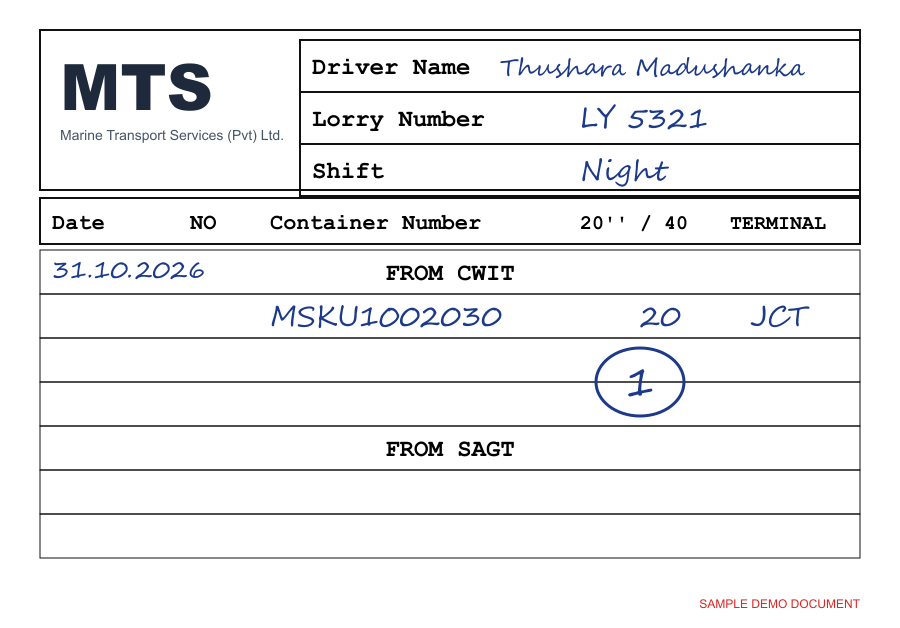 MTS
Marine Transport Services (Pvt) Ltd.
Driver Name Thushara Madushanka
Lorry Number LY 5321
Shift Night
Date NO Container Number 20'' / 40 TERMINAL
31.10.2026 FROM CWIT
MSKU1002030 20 JCT
1
FROM SAGT
SAMPLE DEMO DOCUMENT